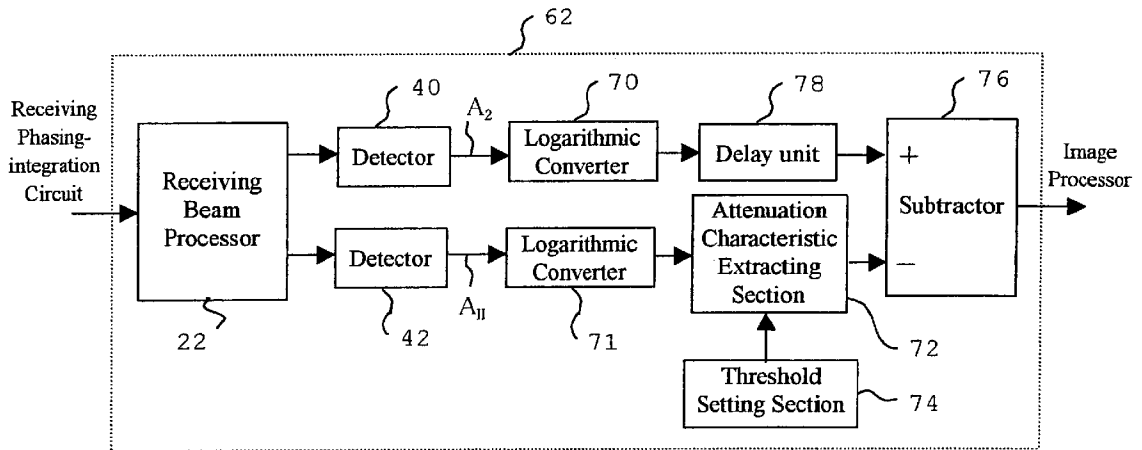 62
Receiving
Phasing-
integration
Circuit
Receiving
Beam
Processor
22
40
Detector
A2
70
Logarithmic
Converter
78
Delay unit
76
+
Subtractor
−
Image
Processor
Detector
42
AII
Logarithmic
Converter
71
Attenuation
Characteristic
Extracting
Section
72
Threshold
Setting Section
74